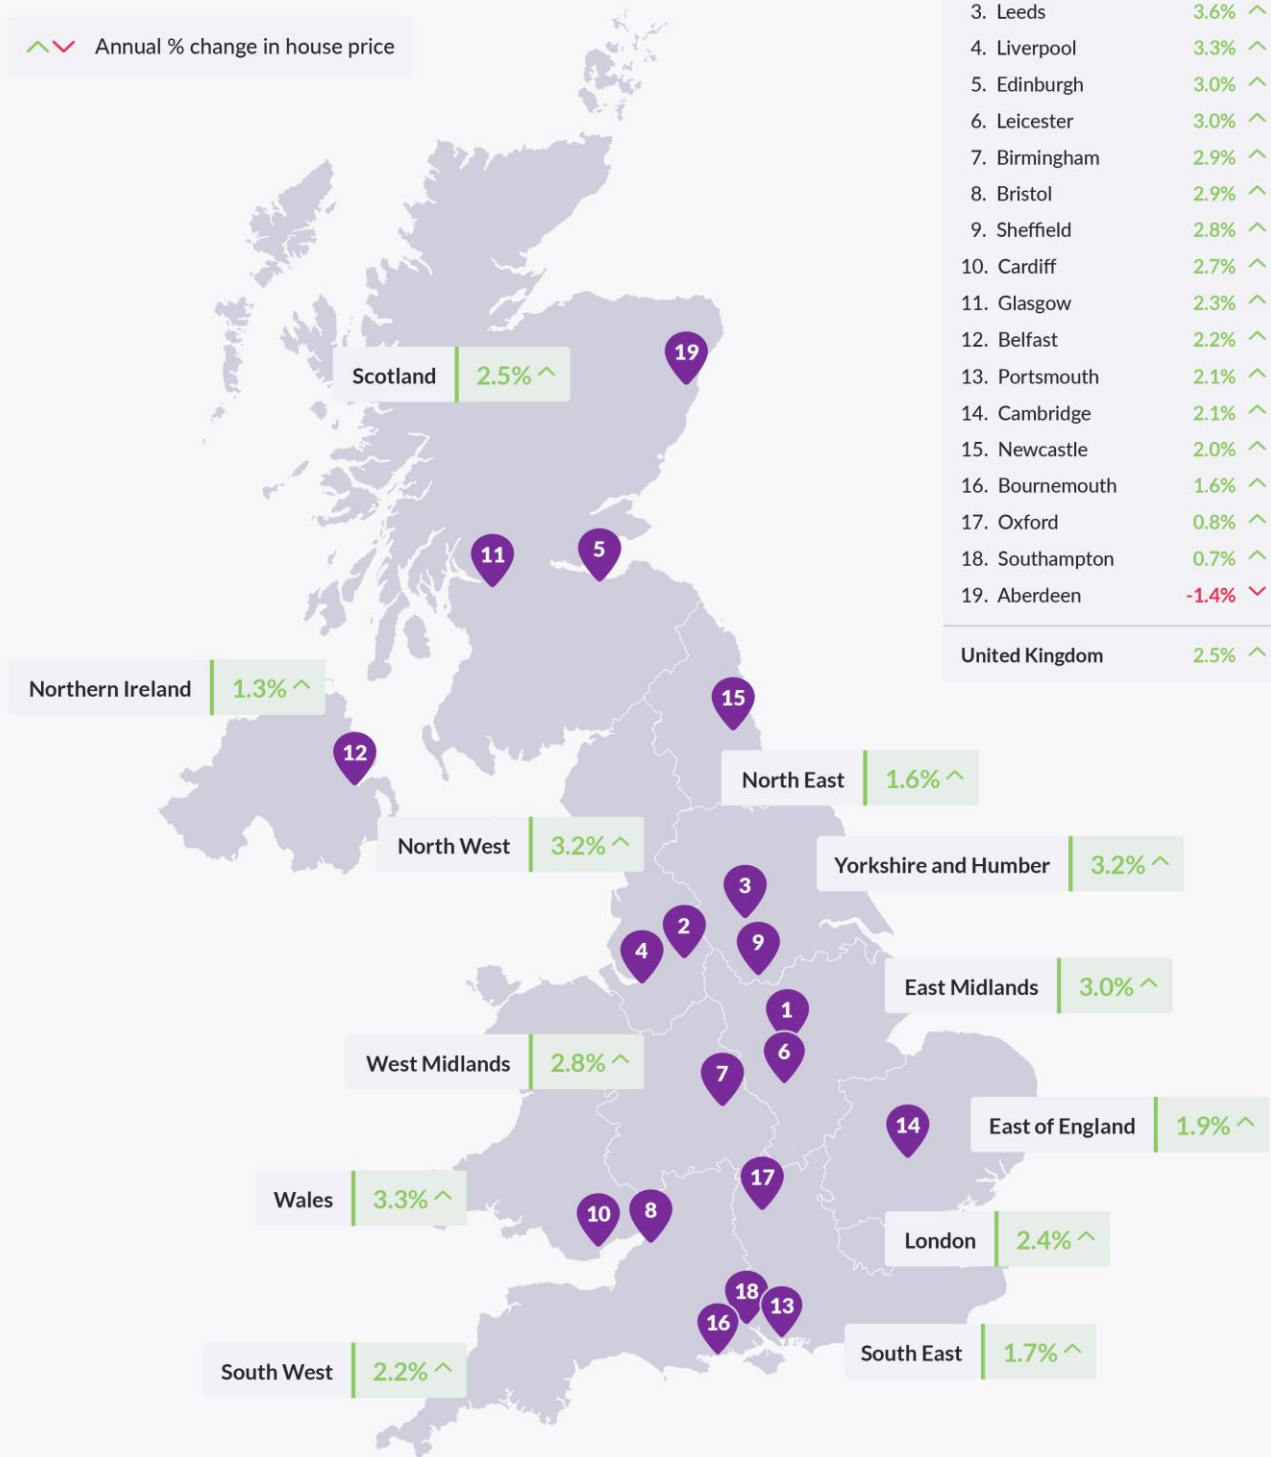 Annual % change in house price
3. Leeds 3.6%
4. Liverpool 3.3%
5. Edinburgh 3.0%
6. Leicester 3.0%
7. Birmingham 2.9%
8. Bristol 2.9%
9. Sheffield 2.8%
10. Cardiff 2.7%
11. Glasgow 2.3%
12. Belfast 2.2%
13. Portsmouth 2.1%
14. Cambridge 2.1%
15. Newcastle 2.0%
16. Bournemouth 1.6%
17. Oxford 0.8%
18. Southampton 0.7%
19. Aberdeen -1.4%
United Kingdom 2.5%
19
Scotland 2.5%
11
5
Northern Ireland 1.3%
15
12
North East 1.6%
North West 3.2%
Yorkshire and Humber 3.2%
3
2
9
4
East Midlands 3.0%
1
6
West Midlands 2.8%
7
14
East of England 1.9%
17
Wales 3.3%
10
8
London 2.4%
18
13
16
South East 1.7%
South West 2.2%